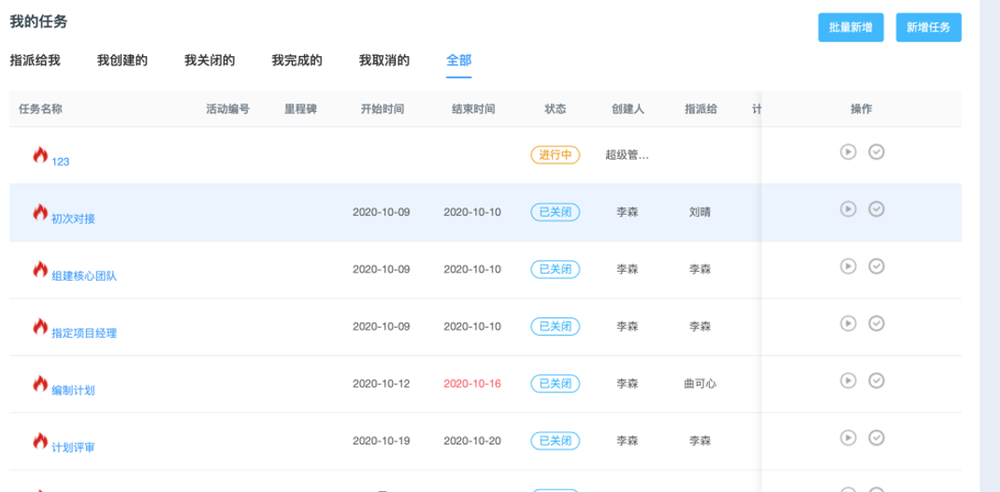 我的任务
批量新增 新增任务
指派给我 我创建的 我关闭的 我完成的 我取消的 全部
任务名称 活动编号 里程碑 开始时间 结束时间 状态 创建人 指派给 计 操作
123 进行中 超级管...
初次对接 2020-10-09 2020-10-10 已关闭 李森 刘晴
组建核心团队 2020-10-09 2020-10-10 已关闭 李森 李森
指定项目经理 2020-10-09 2020-10-10 已关闭 李森 李森
编制计划 2020-10-12 2020-10-16 已关闭 李森 曲可心
计划评审 2020-10-19 2020-10-20 已关闭 李森 李森